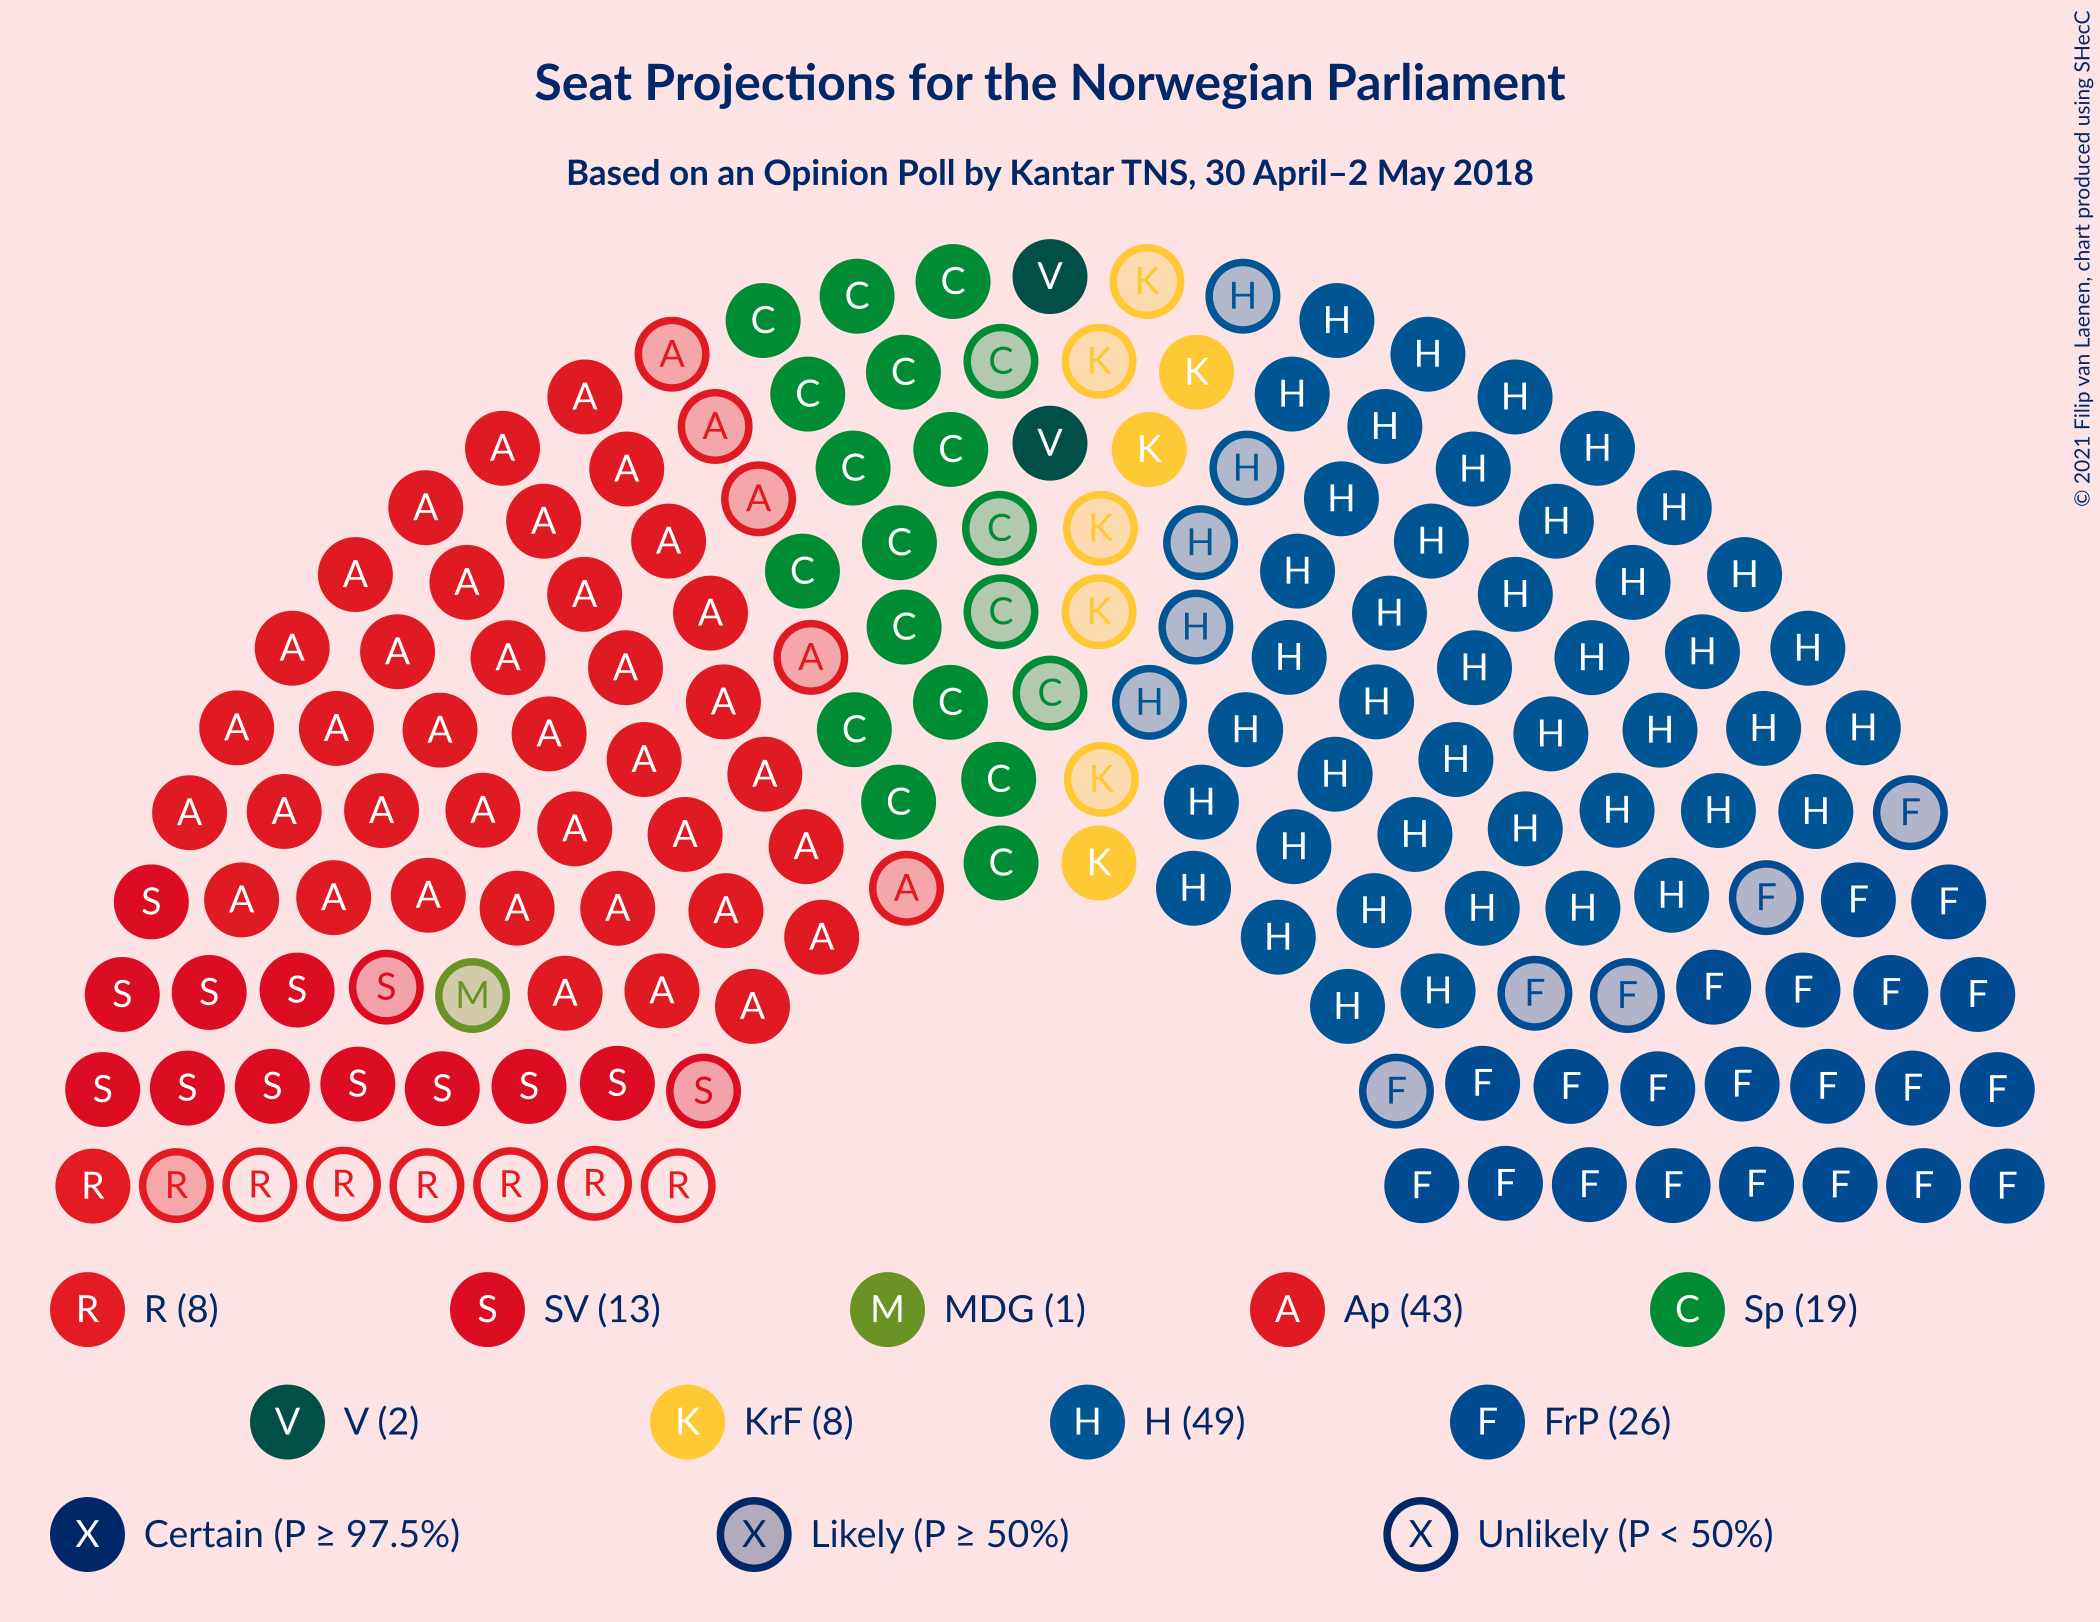 Seat Projections for the Norwegian Parliament
Based on an Opinion Poll by Kantar TNS, 30 April–2 May 2018
© 2021 Filip van Laenen, chart produced using SHecC
C C C V K H H
A C C C K K H H H
A A A C C V K H H H H
A A A A C C C K H H H H H
A A A A C C K H H H H H
A A A A A C C C H H H H H H
A A A A A A C C K H H H H H H
A A A A A A A C K H H H H H H F
S A A A A A A A A H H H H H H F F F
S S S S M A A A H H F F F F F F
S S S S S S S S F F F F F F F F
R R R R R R R R F F F F F F F F
R R (8) S SV (13) M MDG (1) A Ap (43) C Sp (19)
V V (2) K KrF (8) H H (49) F FrP (26)
X Certain (P ≥ 97.5%) X Likely (P ≥ 50%) X Unlikely (P < 50%)